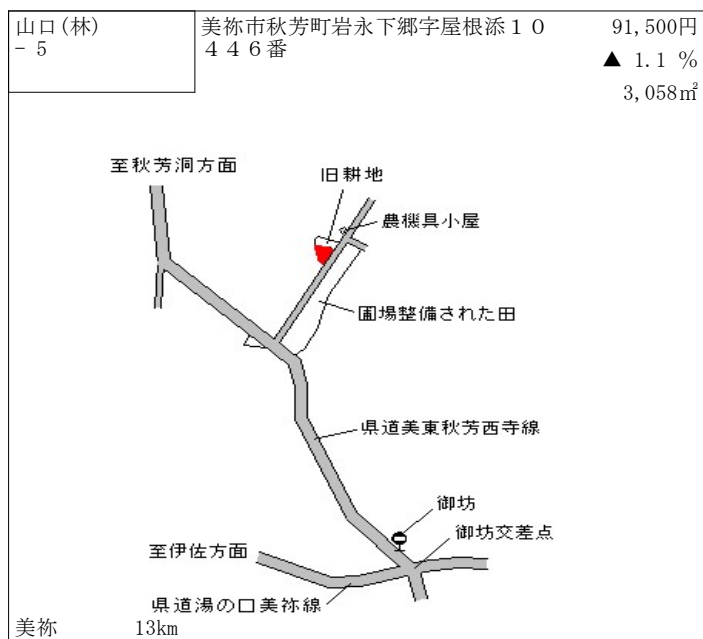 山口(林)
－ 5
美祢市秋芳町岩永下郷字屋根添１０
４４６番
91,500円
▲ 1.1 %
3,058㎡
至秋芳洞方面
旧耕地
農機具小屋
圃場整備された田
県道美東秋芳西寺線
御坊
御坊交差点
至伊佐方面
県道湯の口美祢線
美祢　　　　13km